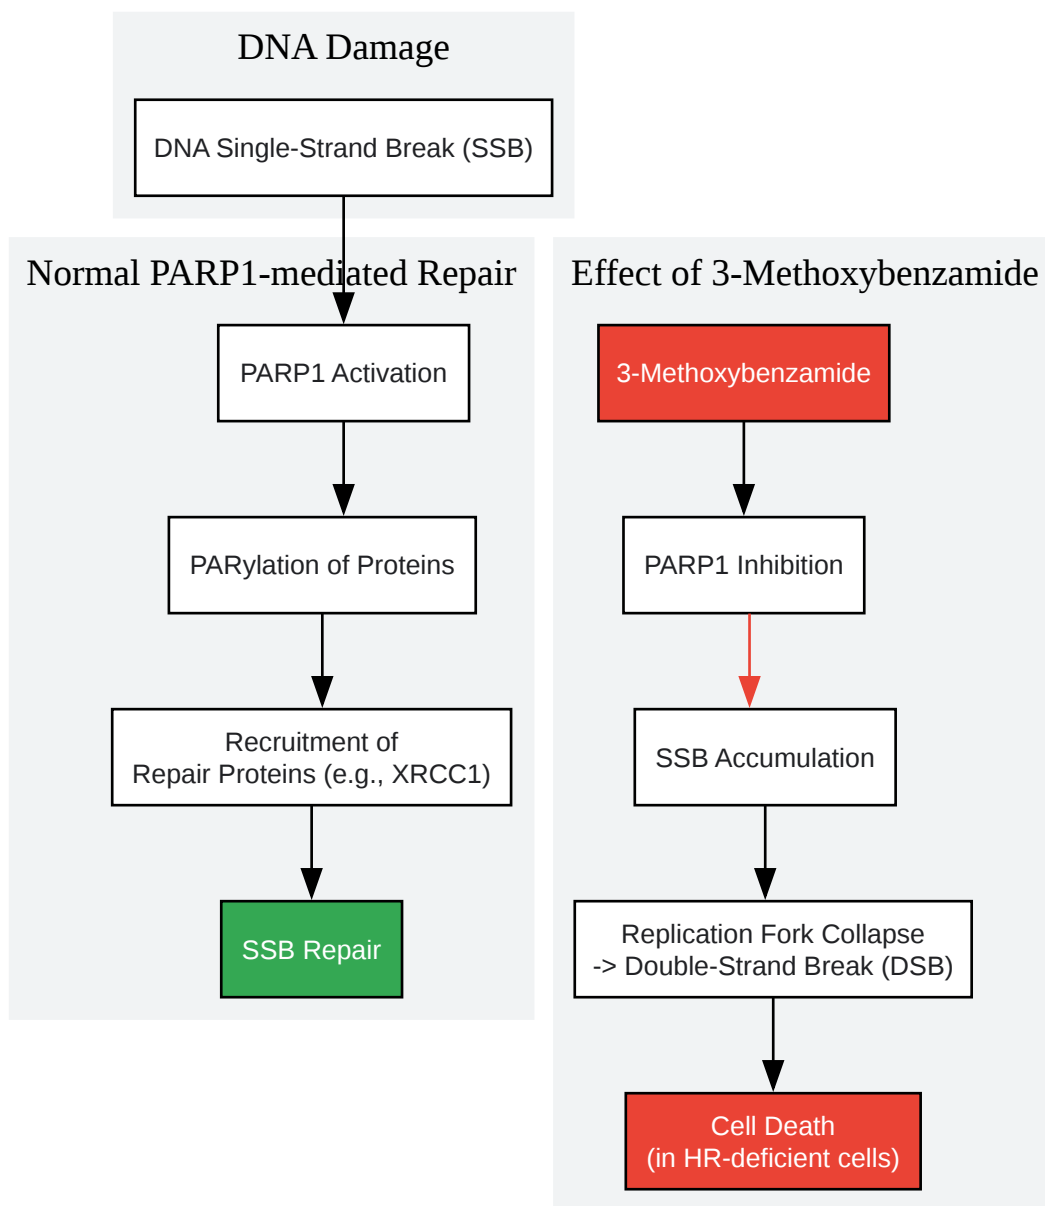 DNA Damage
DNA Single-Strand Break (SSB)
Normal PARP1-mediated Repair
PARP1 Activation
PARylation of Proteins
Recruitment of
Repair Proteins (e.g., XRCC1)
SSB Repair
Effect of 3-Methoxybenzamide
3-Methoxybenzamide
PARP1 Inhibition
SSB Accumulation
Replication Fork Collapse
-> Double-Strand Break (DSB)
Cell Death
(in HR-deficient cells)